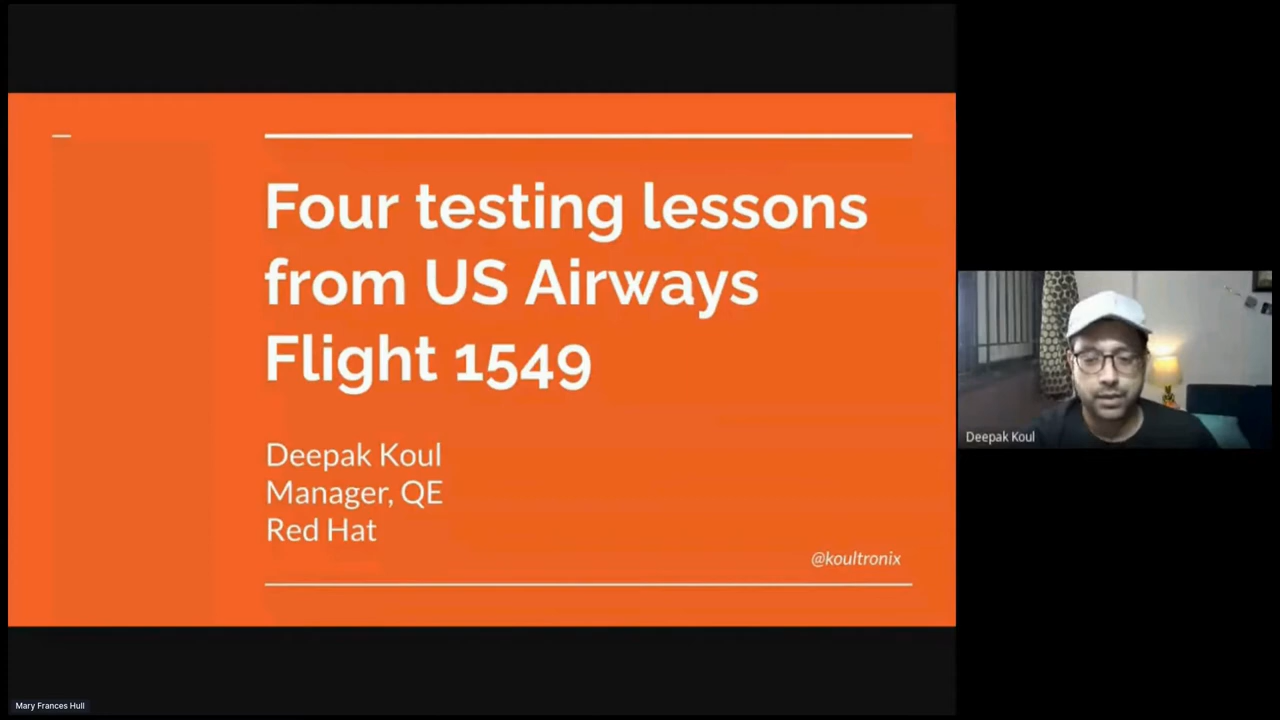 Four testing lessons
from US Airways
Flight 1549
Deepak Koul
Manager, QE
Red Hat
@koultronix
Deepak Koul
Mary Frances Hull